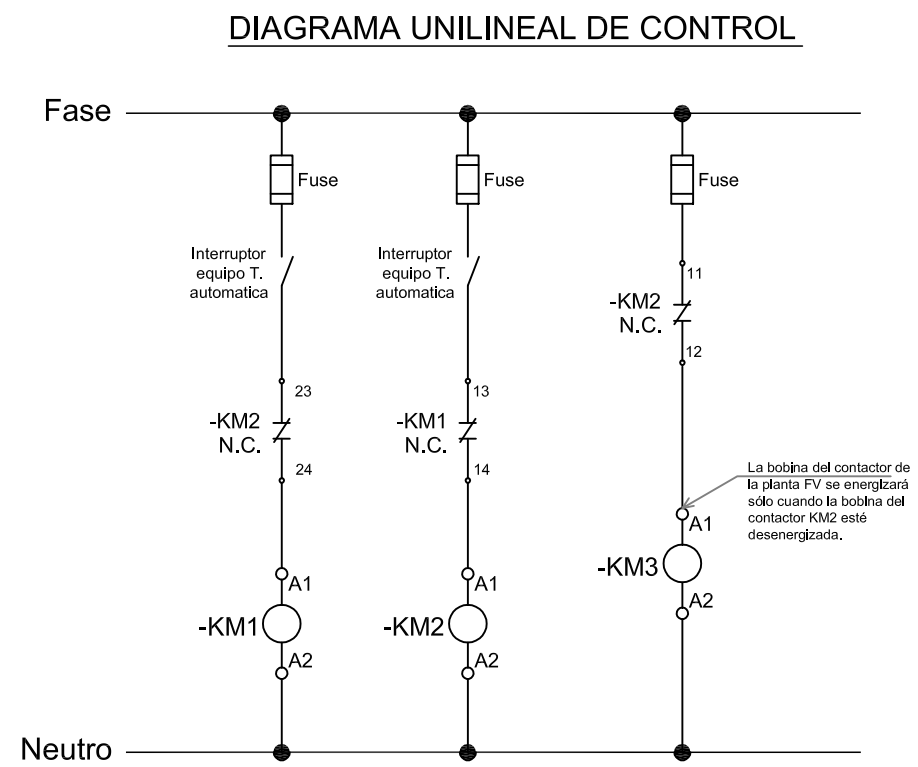 DIAGRAMA UNILINEAL DE CONTROL
Fase
Fuse
Fuse
Fuse
Interruptor
equipo T.
automatica
Interruptor
equipo T.
automatica
11
-KM2
N.C.
12
23
-KM2
N.C.
24
13
-KM1
N.C.
14
La bobina del contactor de
la planta FV se energizará
sólo cuando la bobina del
contactor KM2 esté
desenergizada.
A1
-KM3
A2
A1
-KM1
A2
A1
-KM2
A2
Neutro